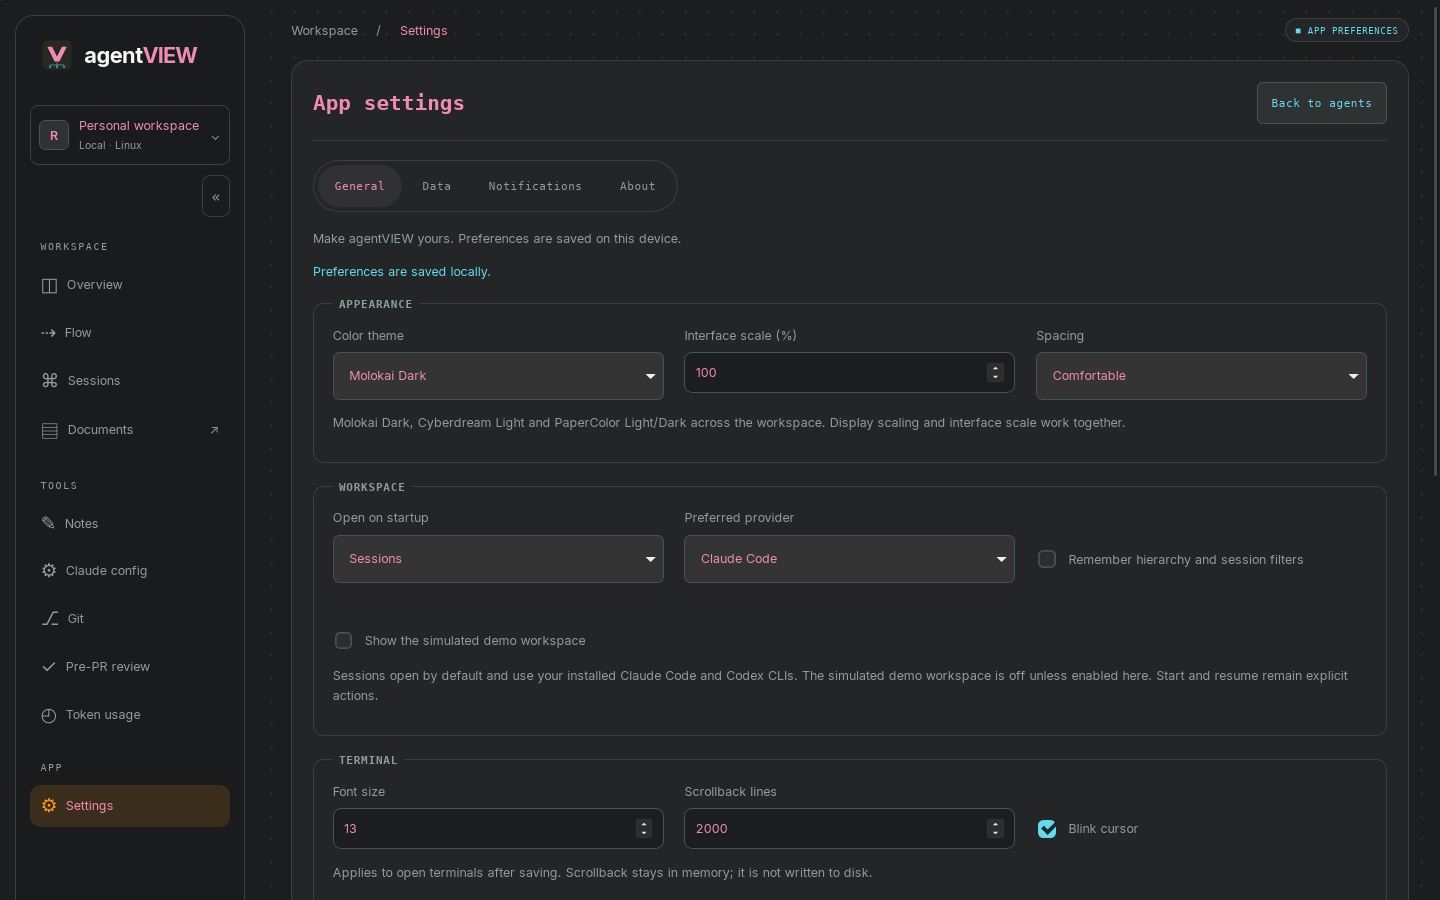 agentVIEW
R
Personal workspace
Local · Linux
«
WORKSPACE
Overview
Flow
Sessions
Documents ↗
TOOLS
Notes
Claude config
Git
Pre-PR review
Token usage
APP
Settings
Workspace / Settings
APP PREFERENCES
App settings
Back to agents
General Data Notifications About
Make agentVIEW yours. Preferences are saved on this device.
Preferences are saved locally.
APPEARANCE
Color theme Interface scale (%) Spacing
Molokai Dark 100 Comfortable
Molokai Dark, Cyberdream Light and PaperColor Light/Dark across the workspace. Display scaling and interface scale work together.
WORKSPACE
Open on startup Preferred provider
Sessions Claude Code Remember hierarchy and session filters
Show the simulated demo workspace
Sessions open by default and use your installed Claude Code and Codex CLIs. The simulated demo workspace is off unless enabled here. Start and resume remain explicit
actions.
TERMINAL
Font size Scrollback lines
13 2000 Blink cursor
Applies to open terminals after saving. Scrollback stays in memory; it is not written to disk.